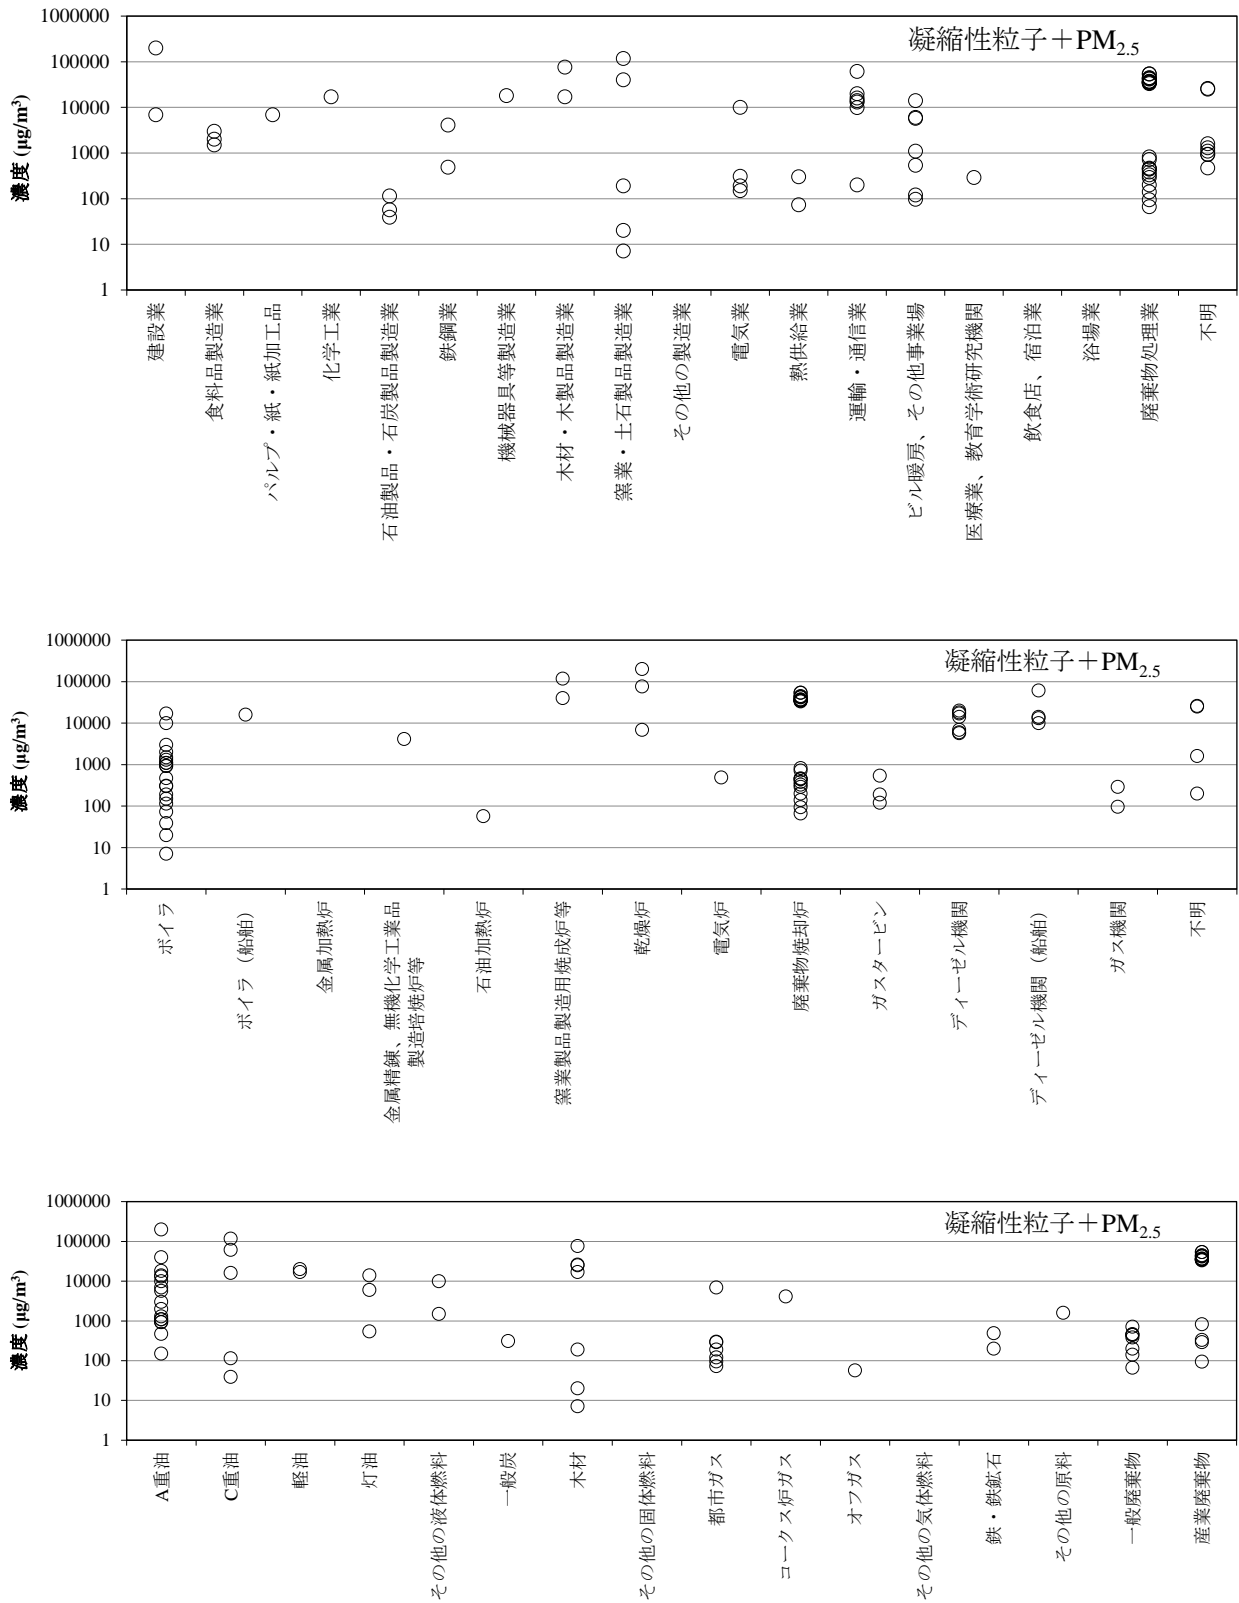 凝縮性粒子＋PM2.5
濃度 (μg/m³)
1000000
100000
10000
1000
100
10
1
建設業
食料品製造業
パルプ・紙・紙加工品
化学工業
石油製品・石炭製品製造業
鉄鋼業
機械器具等製造業
木材・木製品製造業
窯業・土石製品製造業
その他の製造業
電気業
熱供給業
運輸・通信業
ビル暖房、その他事業場
医療業、教育学術研究機関
飲食店、宿泊業
浴場業
廃棄物処理業
不明
凝縮性粒子＋PM2.5
濃度 (μg/m³)
1000000
100000
10000
1000
100
10
1
ボイラ
ボイラ（船舶）
金属加熱炉
金属精錬、無機化学工業品
製造培焼炉等
石油加熱炉
窯業製品製造用焼成炉等
乾燥炉
電気炉
廃棄物焼却炉
ガスタービン
ディーゼル機関
ディーゼル機関（船舶）
ガス機関
不明
凝縮性粒子＋PM2.5
濃度 (μg/m³)
1000000
100000
10000
1000
100
10
1
A重油
C重油
軽油
灯油
その他の液体燃料
一般炭
木材
その他の固体燃料
都市ガス
コークス炉ガス
オフガス
その他の気体燃料
鉄・鉄鉱石
その他の原料
一般廃棄物
産業廃棄物